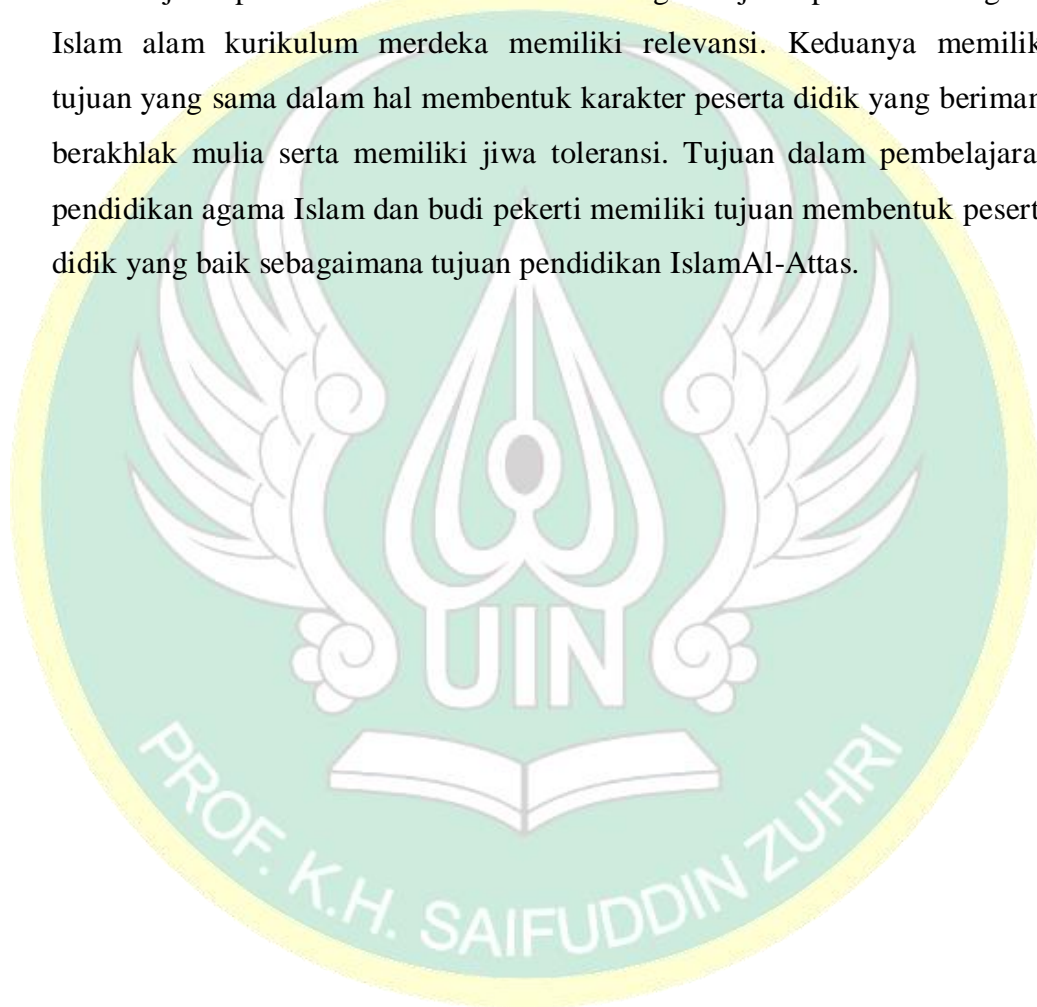 Islam alam kurikulum merdeka memiliki relevansi. Keduanya memilik
tujuan yang sama dalam hal membentuk karakter peserta didik yang beriman
berakhlak mulia serta memiliki jiwa toleransi. Tujuan dalam pembelajara
pendidikan agama Islam dan budi pekerti memiliki tujuan membentuk pesert
didik yang baik sebagaimana tujuan pendidikan IslamAl-Attas.
UIN
PROF. K.H. SAIFUDDIN ZUHRI